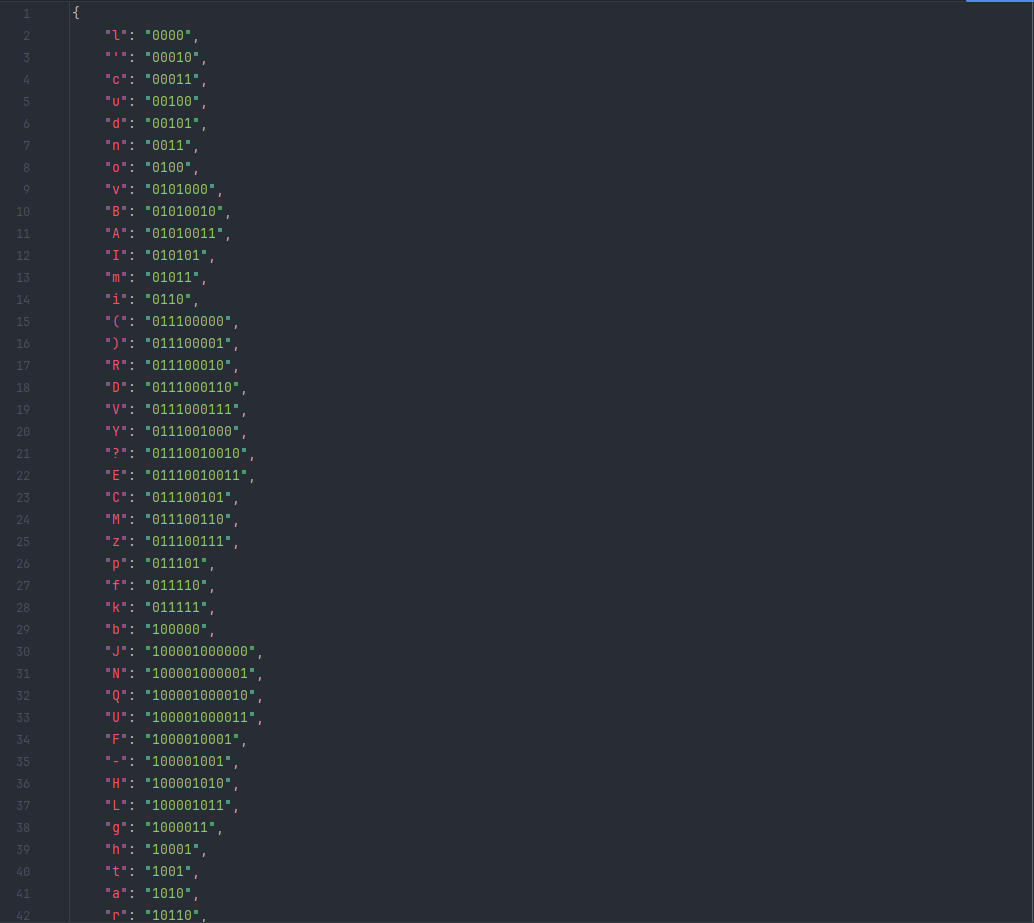 1 {
2 "l": "0000",
3 "'": "00010",
4 "c": "00011",
5 "u": "00100",
6 "d": "00101",
7 "n": "0011",
8 "o": "0100",
9 "v": "0101000",
10 "B": "01010010",
11 "A": "01010011",
12 "I": "010101",
13 "m": "01011",
14 "i": "0110",
15 "(": "011100000",
16 ")": "011100001",
17 "R": "011100010",
18 "D": "0111000110",
19 "V": "0111000111",
20 "Y": "0111001000",
21 "?": "01110010010",
22 "E": "01110010011",
23 "C": "011100101",
24 "M": "011100110",
25 "z": "011100111",
26 "p": "011101",
27 "f": "011110",
28 "k": "011111",
29 "b": "100000",
30 "J": "100001000000",
31 "N": "100001000001",
32 "Q": "100001000010",
33 "U": "100001000011",
34 "F": "1000010001",
35 "-": "100001001",
36 "H": "100001010",
37 "L": "100001011",
38 "g": "1000011",
39 "h": "10001",
40 "t": "1001",
41 "a": "1010",
42 "r": "10110",